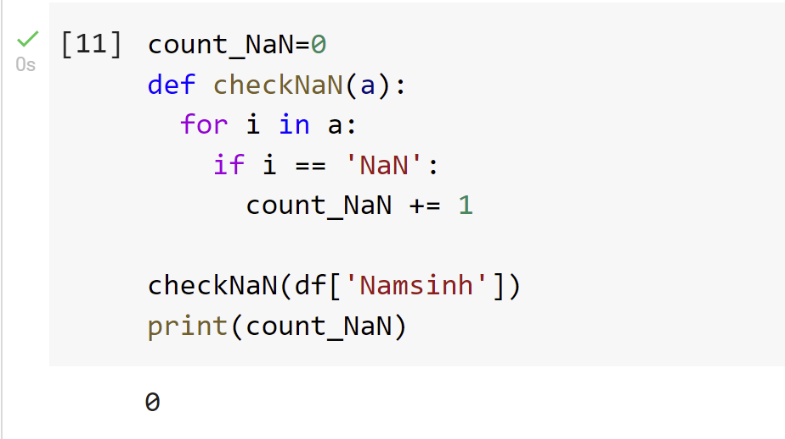 [11] count_NaN=0
0s
def checkNaN(a):
for i in a:
if i == 'NaN':
count_NaN += 1
checkNaN(df['Namsinh'])
print(count_NaN)
0